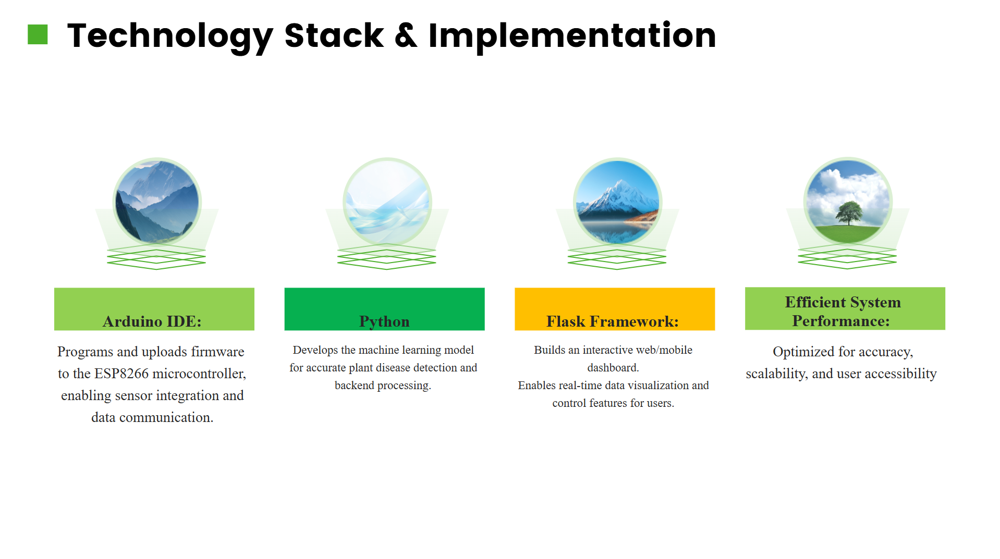 Technology Stack & Implementation
Arduino IDE:
Programs and uploads firmware
to the ESP8266 microcontroller,
enabling sensor integration and
data communication.
Python
Develops the machine learning model
for accurate plant disease detection and
backend processing.
Flask Framework:
Builds an interactive web/mobile
dashboard.
Enables real-time data visualization and
control features for users.
Efficient System
Performance:
Optimized for accuracy,
scalability, and user accessibility